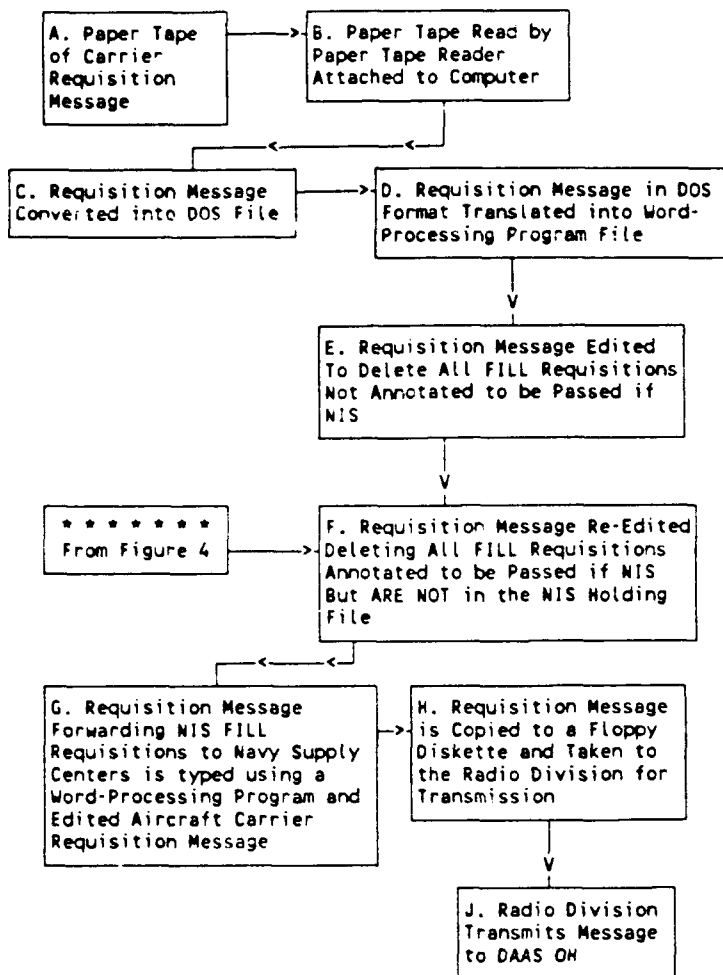 A. Paper Tape
of Carrier
Requisition
Message
B. Paper Tape Read by
Paper Tape Reader
Attached to Computer
C. Requisition Message
Converted into DOS File
D. Requisition Message in DOS
Format Translated into Word-
Processing Program File
E. Requisition Message Edited
To Delete All FILL Requisitions
Not Annotated to be Passed if
NIS
* * * * * * *
From Figure 4
F. Requisition Message Re-Edited
Deleting All FILL Requisitions
Annotated to be Passed if NIS
But ARE NOT in the NIS Holding
File
G. Requisition Message
Forwarding NIS FILL
Requisitions to Navy Supply
Centers is typed using a
Word-Processing Program and
Edited Aircraft Carrier
Requisition Message
H. Requisition Message
is Copied to a Floppy
Diskette and Taken to
the Radio Division for
Transmission
J. Radio Division
Transmits Message
to DAAS OH